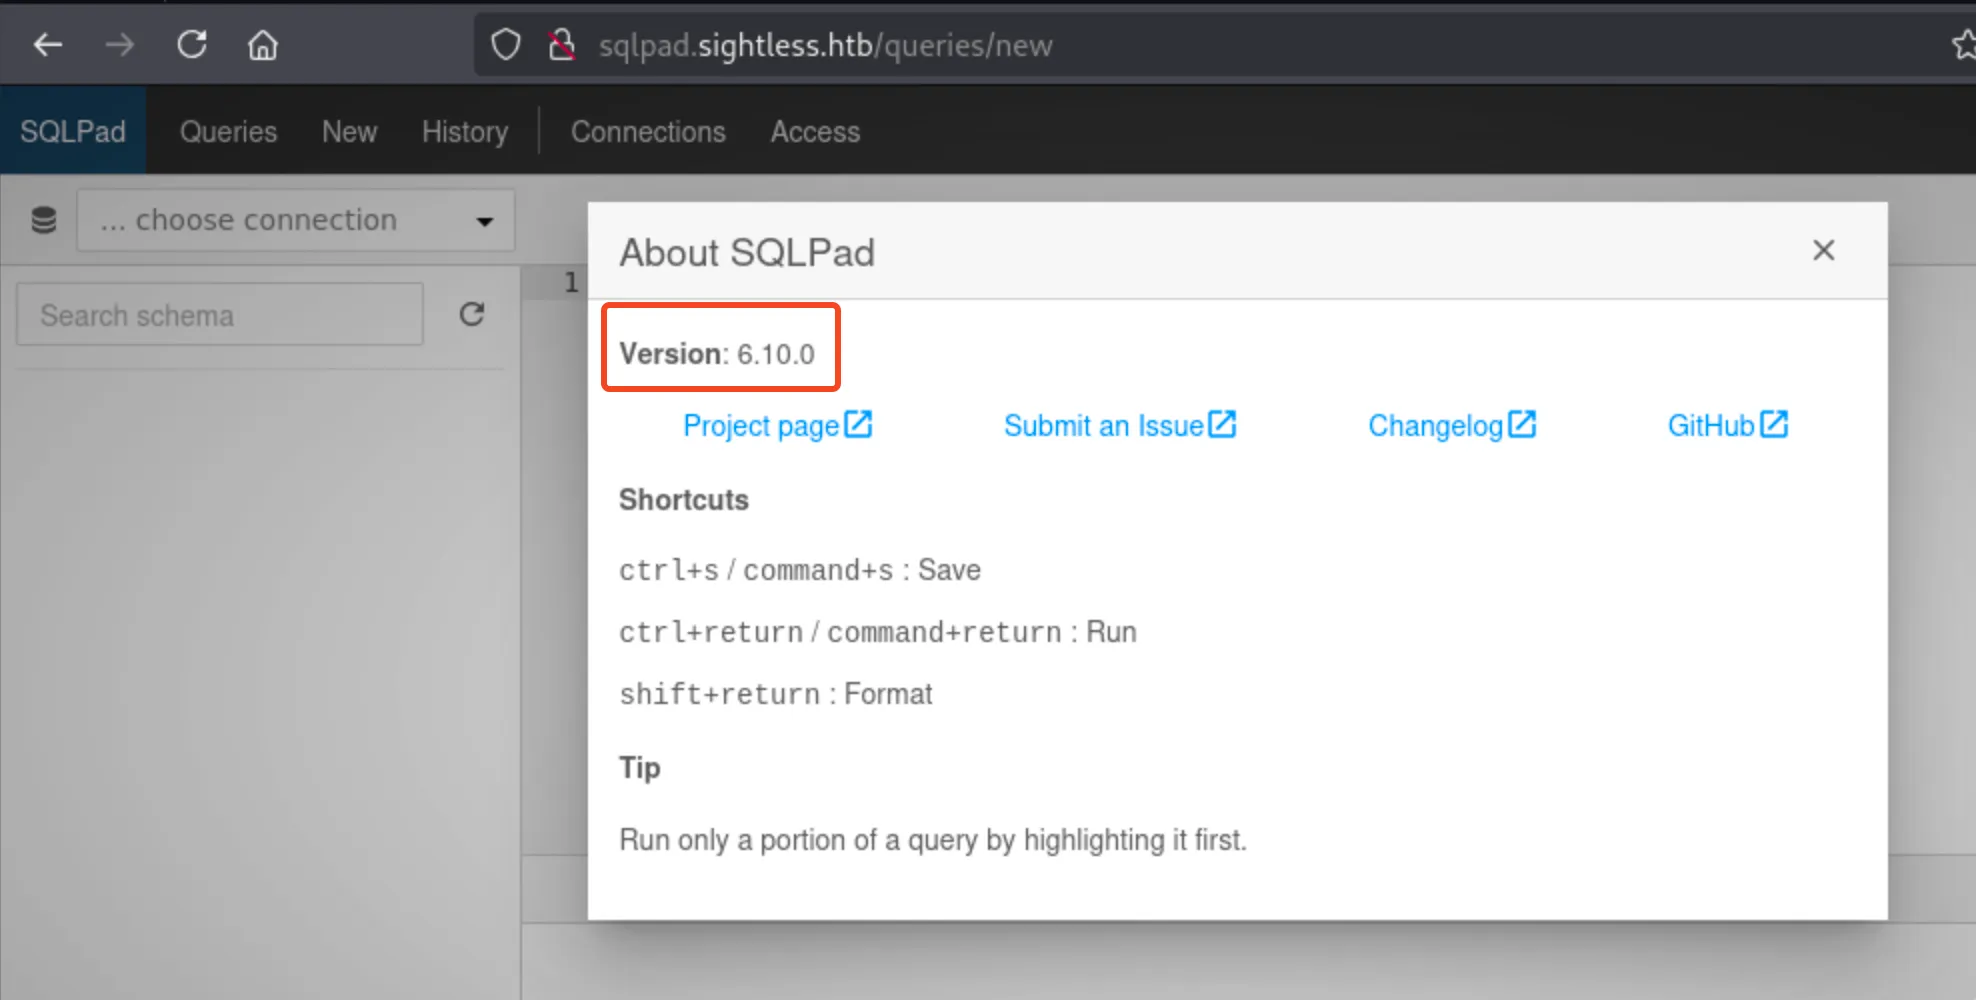 sqlpad.sightless.htb/queries/new
SQLPad Queries New History Connections Access
... choose connection
Search schema
1
About SQLPad
Version: 6.10.0
Project page Submit an Issue Changelog GitHub
Shortcuts
ctrl+s / command+s : Save
ctrl+return / command+return : Run
shift+return : Format
Tip
Run only a portion of a query by highlighting it first.